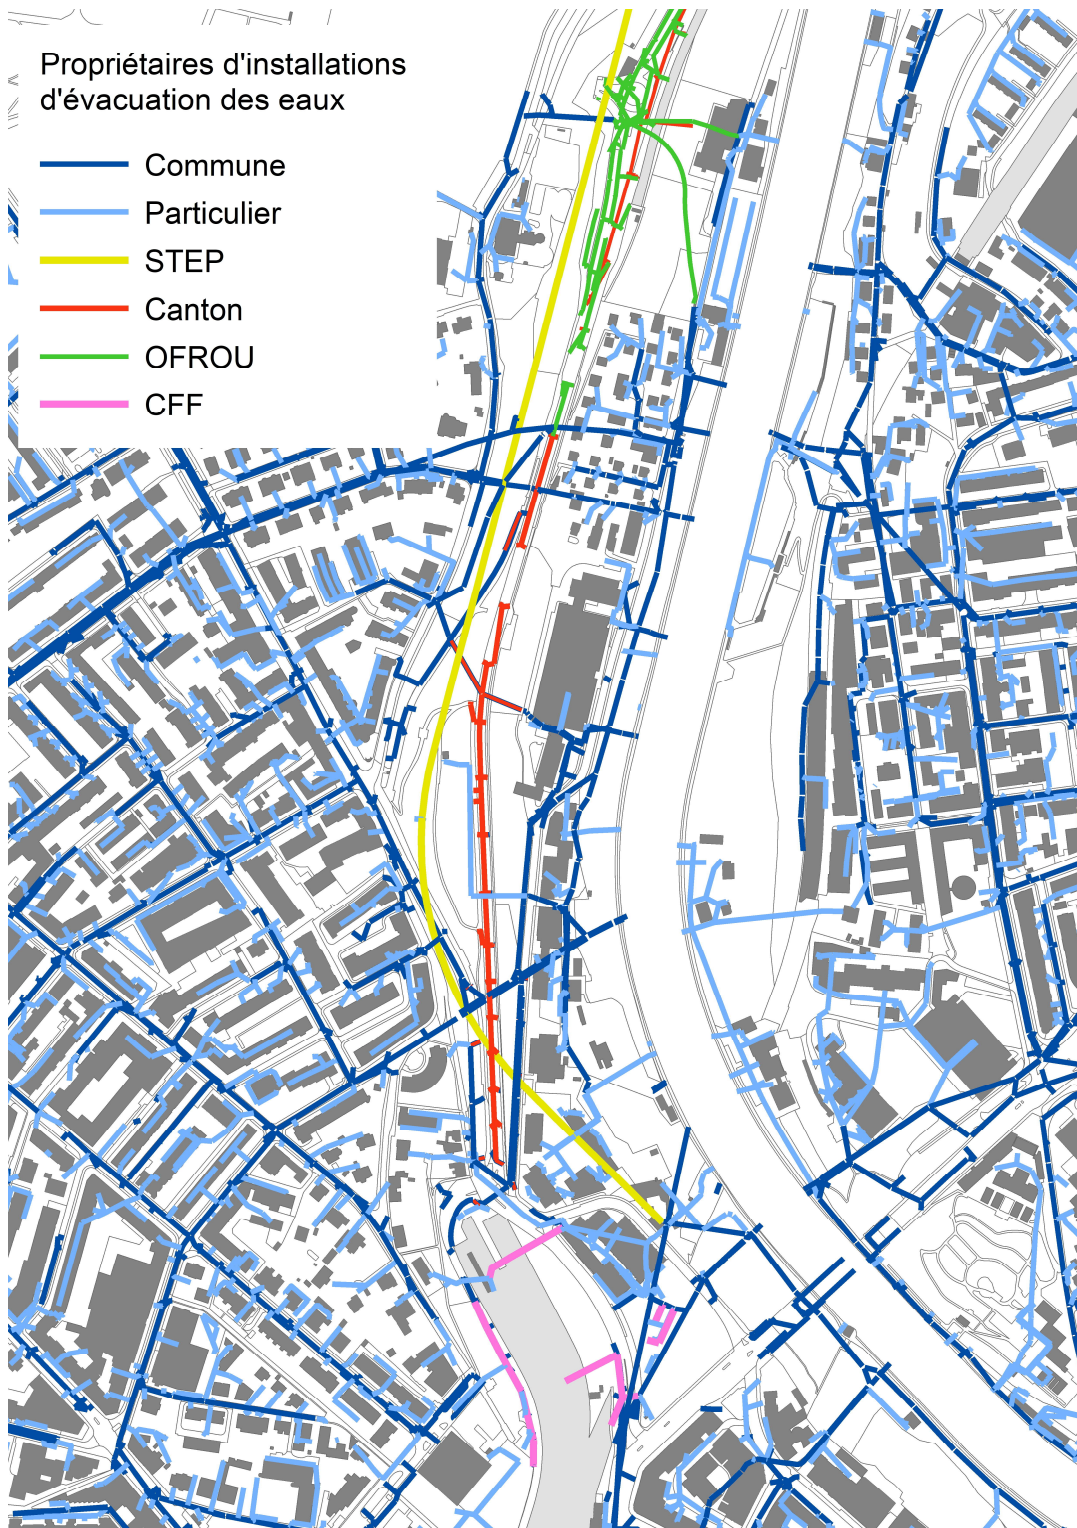 Propriétaires d'installations
d'évacuation des eaux
Commune
Particulier
STEP
Canton
OFROU
CFF